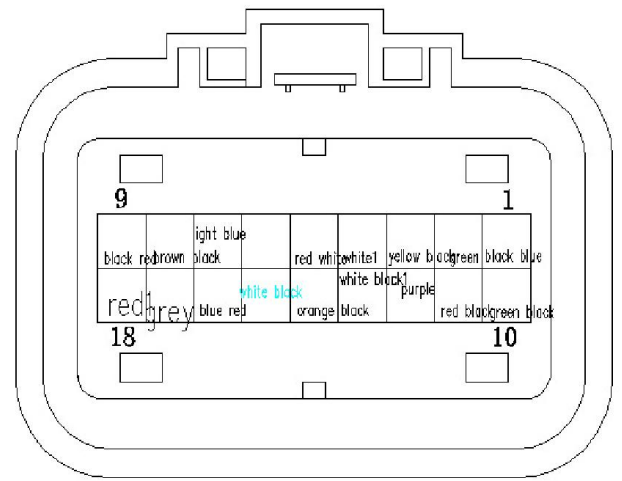 9 1
ight blue
black red brown black red white white1 yellow black green black blue
white black1
white black purple
red1 grey blue red orange black red black green black
18 10